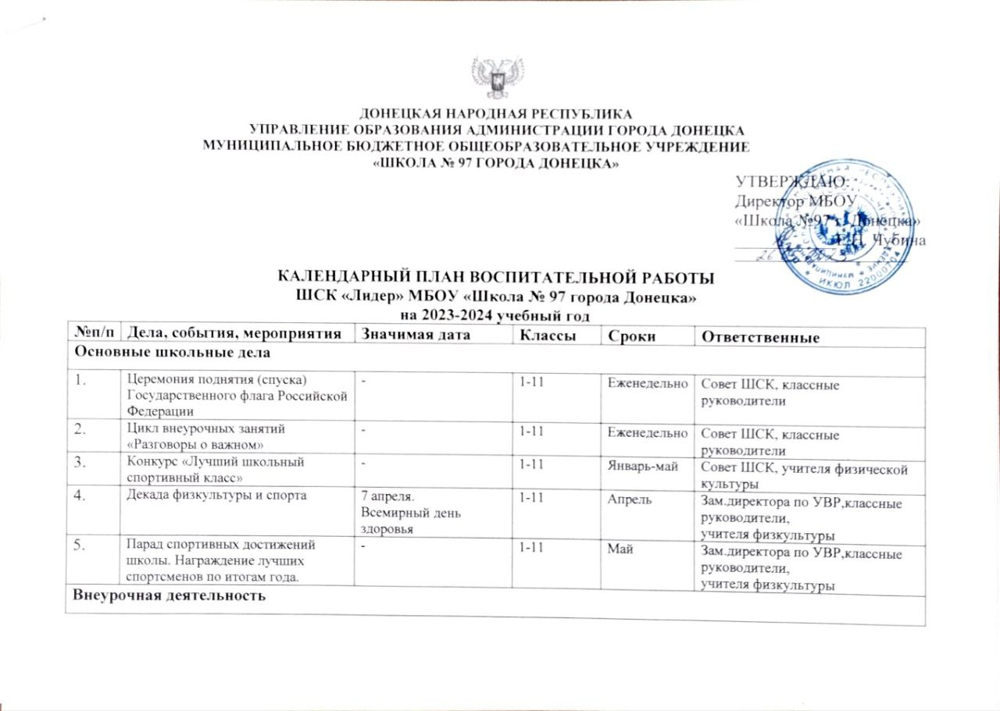 ДОНЕЦКАЯ НАРОДНАЯ РЕСПУБЛИКА
УПРАВЛЕНИЕ ОБРАЗОВАНИЯ АДМИНИСТРАЦИИ ГОРОДА ДОНЕЦКА
МУНИЦИПАЛЬНОЕ БЮДЖЕТНОЕ ОБЩЕОБРАЗОВАТЕЛЬНОЕ УЧРЕЖДЕНИЕ
«ШКОЛА № 97 ГОРОДА ДОНЕЦКА»
УТВЕРЖДАЮ:
Директор МБОУ
«Школа №97 г. Донецка»
Чубина
26
ИКЮЛ 22000704
КАЛЕНДАРНЫЙ ПЛАН ВОСПИТАТЕЛЬНОЙ РАБОТЫ
ШСК «Лидер» МБОУ «Школа № 97 города Донецка»
на 2023-2024 учебный год
№п/п Дела, события, мероприятия Значимая дата Классы Сроки Ответственные
Основные школьные дела
1. Церемония поднятия (спуска) - 1-11 Еженедельно Совет ШСК, классные
Государственного флага Российской руководители
Федерации
2. Цикл внеурочных занятий - 1-11 Еженедельно Совет ШСК, классные
«Разговоры о важном» руководители
3. Конкурс «Лучший школьный - 1-11 Январь-май Совет ШСК, учителя физической
спортивный класс» культуры
4. Декада физкультуры и спорта 7 апреля. 1-11 Апрель Зам.директора по УВР,классные
Всемирный день руководители,
здоровья учителя физкультуры
5. Парад спортивных достижений - 1-11 Май Зам.директора по УВР,классные
школы. Награждение лучших руководители,
спортсменов по итогам года. учителя физкультуры
Внеурочная деятельность